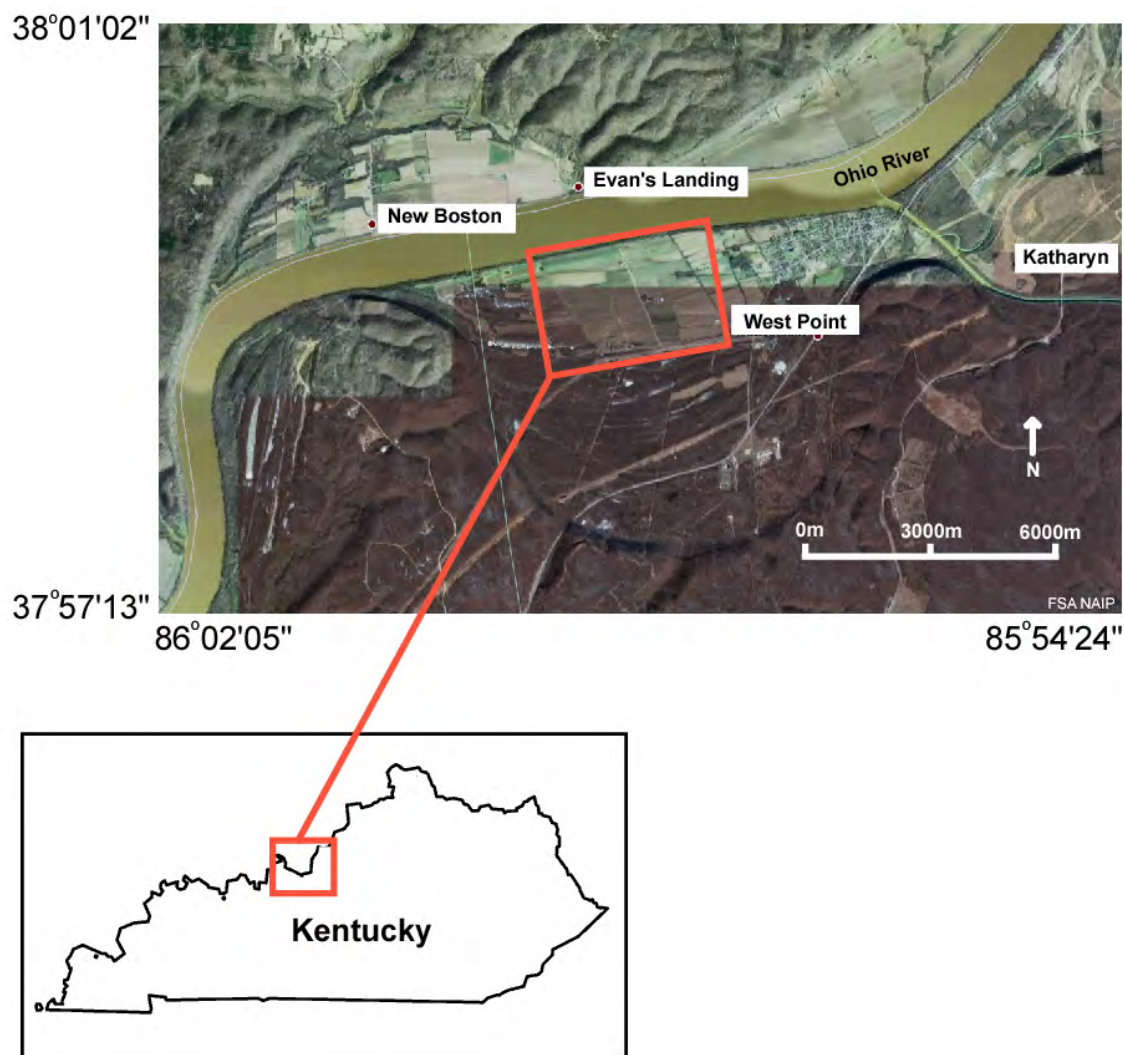 38°01'02"
Ohio River
Evan's Landing
New Boston
Katharyn
West Point
N
0m 3000m 6000m
FSA NAIP
37°57'13"
86°02'05" 85°54'24"
Kentucky